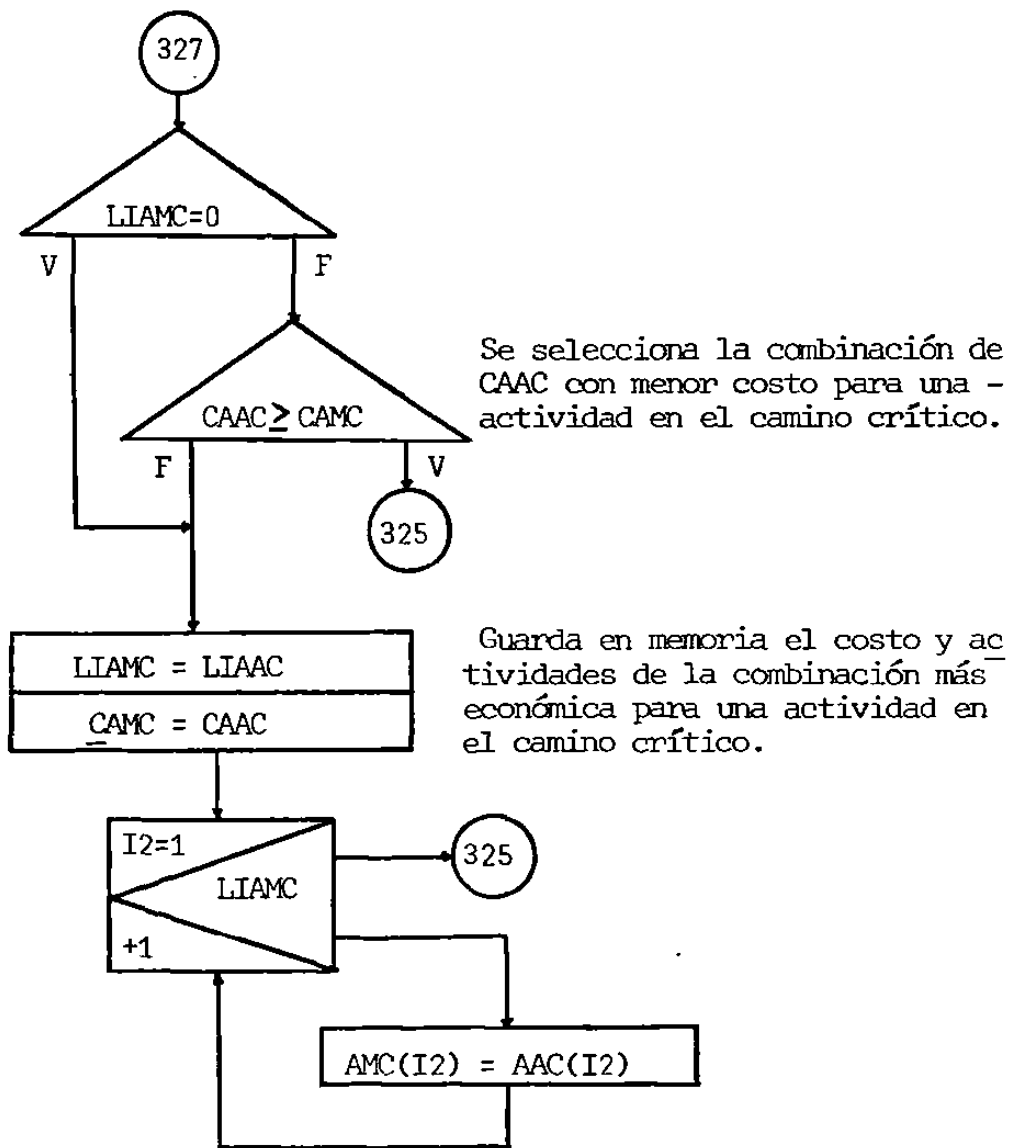 327
LIAMC=0
V
F
Se selecciona la combinación de
CAAC con menor costo para una -
actividad en el camino crítico.
CAAC ≥ CAMC
F
V
325
LIAMC = LIAAC
CAMC = CAAC
Guarda en memoria el costo y ac
tividades de la combinación más
económica para una actividad en
el camino crítico.
I2=1
LIAMC
+1
325
AMC(I2) = AAC(I2)